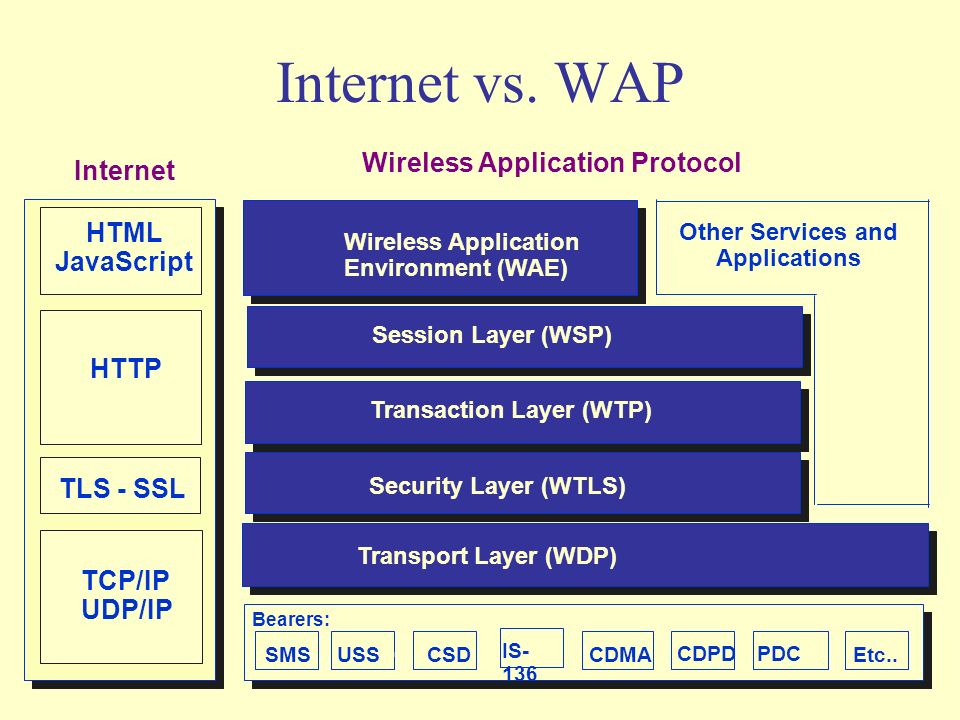 Internet vs. WAP
Internet
Wireless Application Protocol
HTML
JavaScript
HTTP
TLS - SSL
TCP/IP
UDP/IP
Wireless Application
Environment (WAE)
Other Services and
Applications
Session Layer (WSP)
Transaction Layer (WTP)
Security Layer (WTLS)
Transport Layer (WDP)
Bearers:
SMS
USS
CSD
IS-
136
CDMA
CDPD
PDC
Etc..